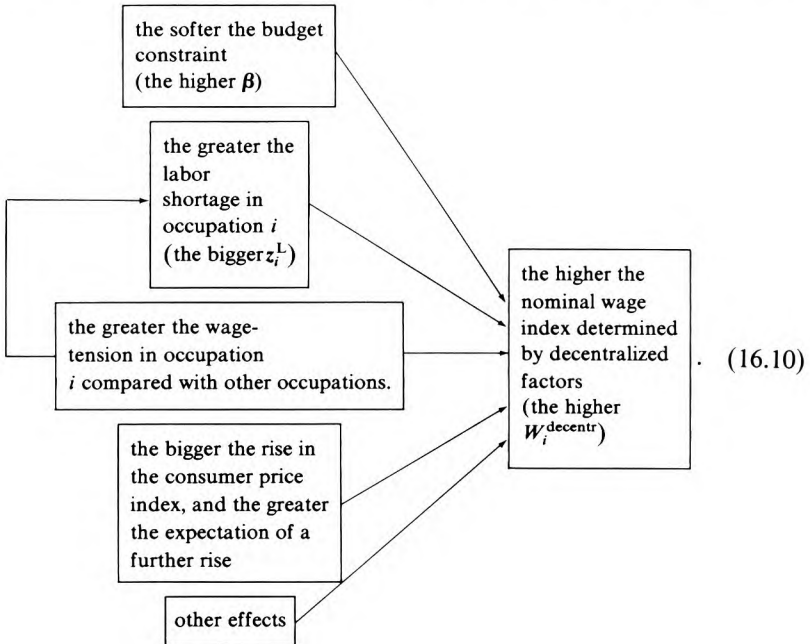 the softer the budget
constraint
(the higher β)
the greater the
labor
shortage in
occupation i
(the bigger z_i^L)
the greater the wage-
tension in occupation
i compared with other occupations.
the bigger the rise in
the consumer price
index, and the greater
the expectation of a
further rise
other effects
the higher the
nominal wage
index determined
by decentralized
factors
(the higher
W_i^decentr)
. (16.10)